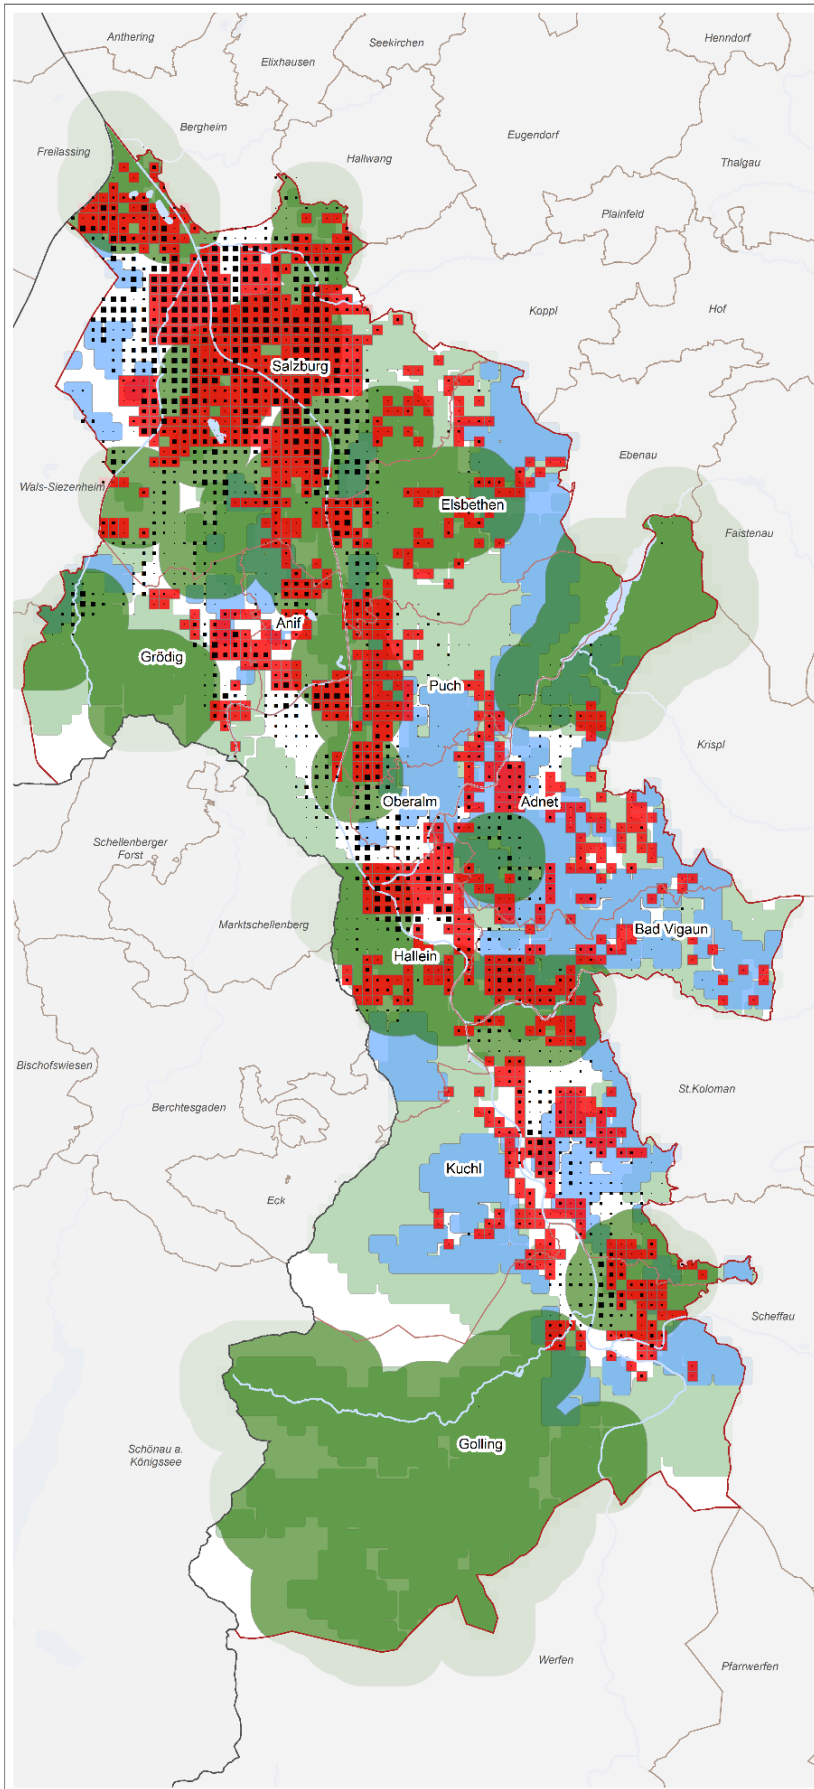 Anthering
Seekirchen
Henndorf
Elixhausen
Bergheim
Eugendorf
Freilassing
Hallwang
Thalgau
Plainfeld
Koppl
Hof
Salzburg
Ebenau
Wals-Siezenheim
Elsbethen
Faistenau
Anif
Grödig
Puch
Krispl
Oberalm
Adnet
Schellenberger
Forst
Marktschellenberg
Bad Vigaun
Hallein
Bischofswiesen
St.Koloman
Berchtesgaden
Kuchl
Eck
Scheffau
Golling
Schönau a.
Königssee
Werfen
Pfarrwerfen